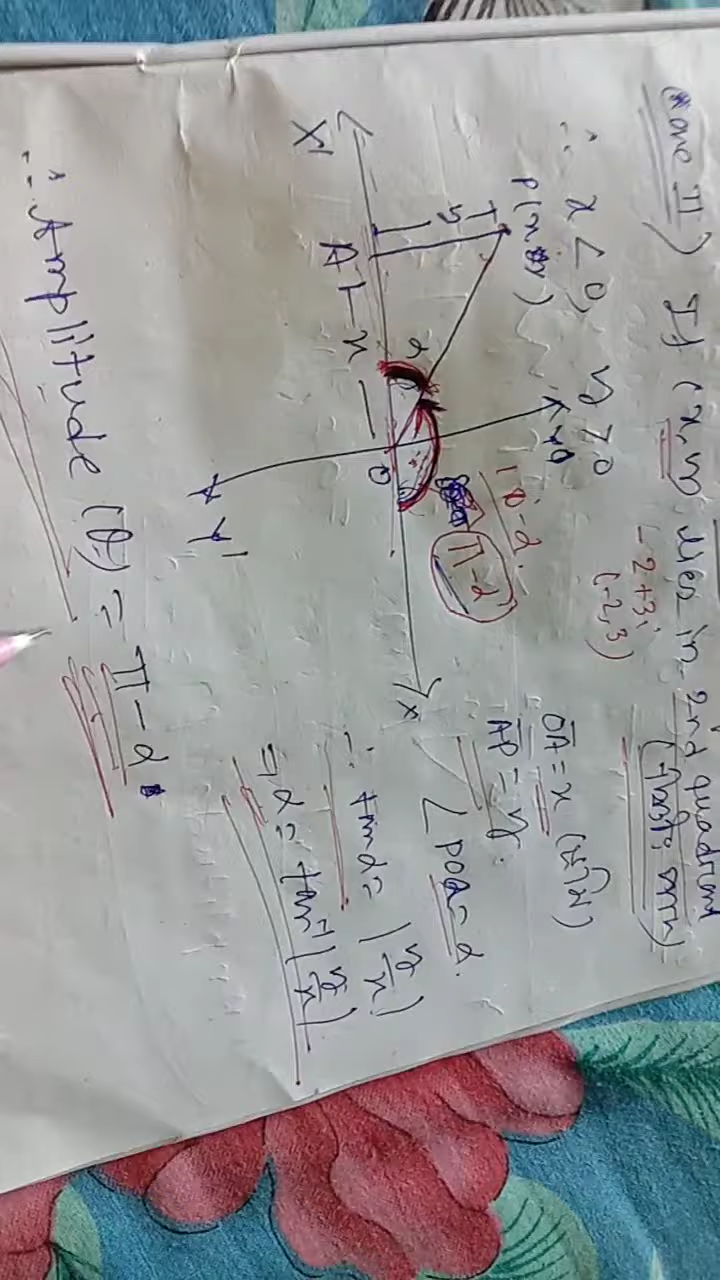 Case II) If (x, y) lies in 2nd quadrant
∴ x < 0, y > 0
-2+3i
(-2, 3)
P(x, y)
y
α
X'
A
x
O
X
Y'
180-α
π-α
OA = x
AP = y
∠POA = α
∴ tanα = |y/x|
⇒ α = tan⁻¹|y/x|
∴ Amplitude (θ) = π-α